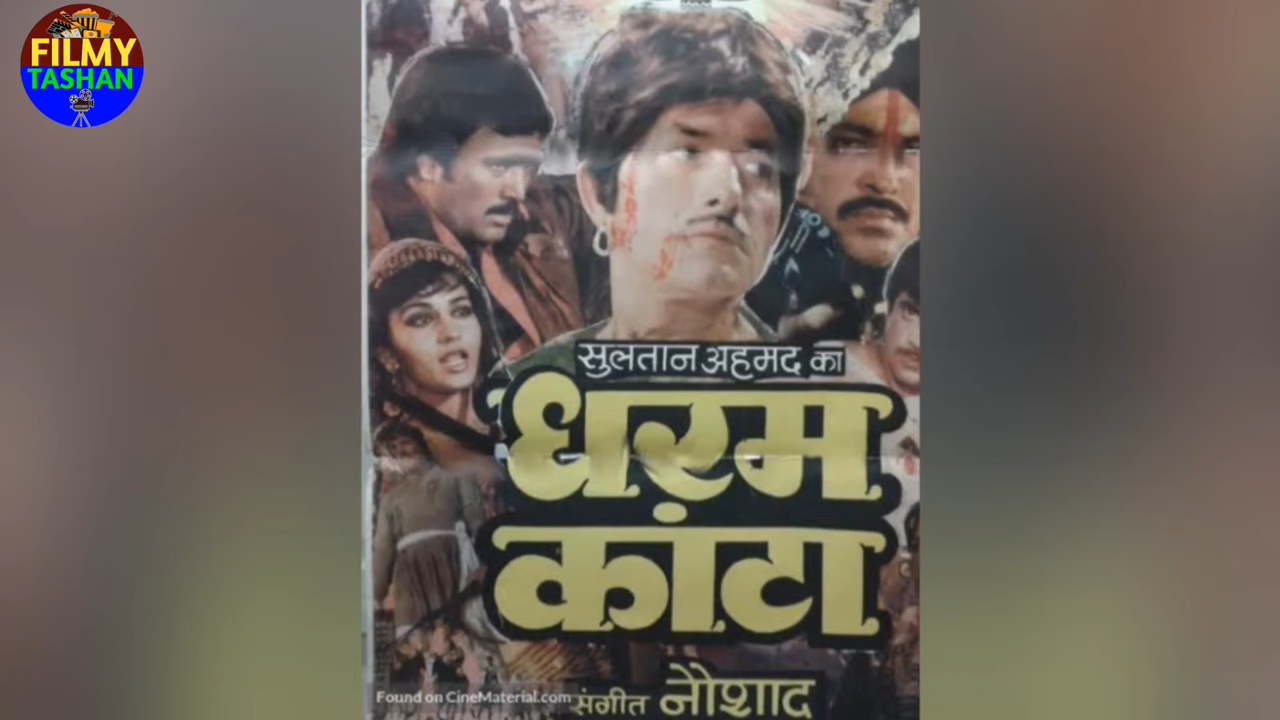 FILMY
TASHAN
सुलतान अहमद का
धरम
कांटा
संगीत नौशाद
Found on CineMaterial.com